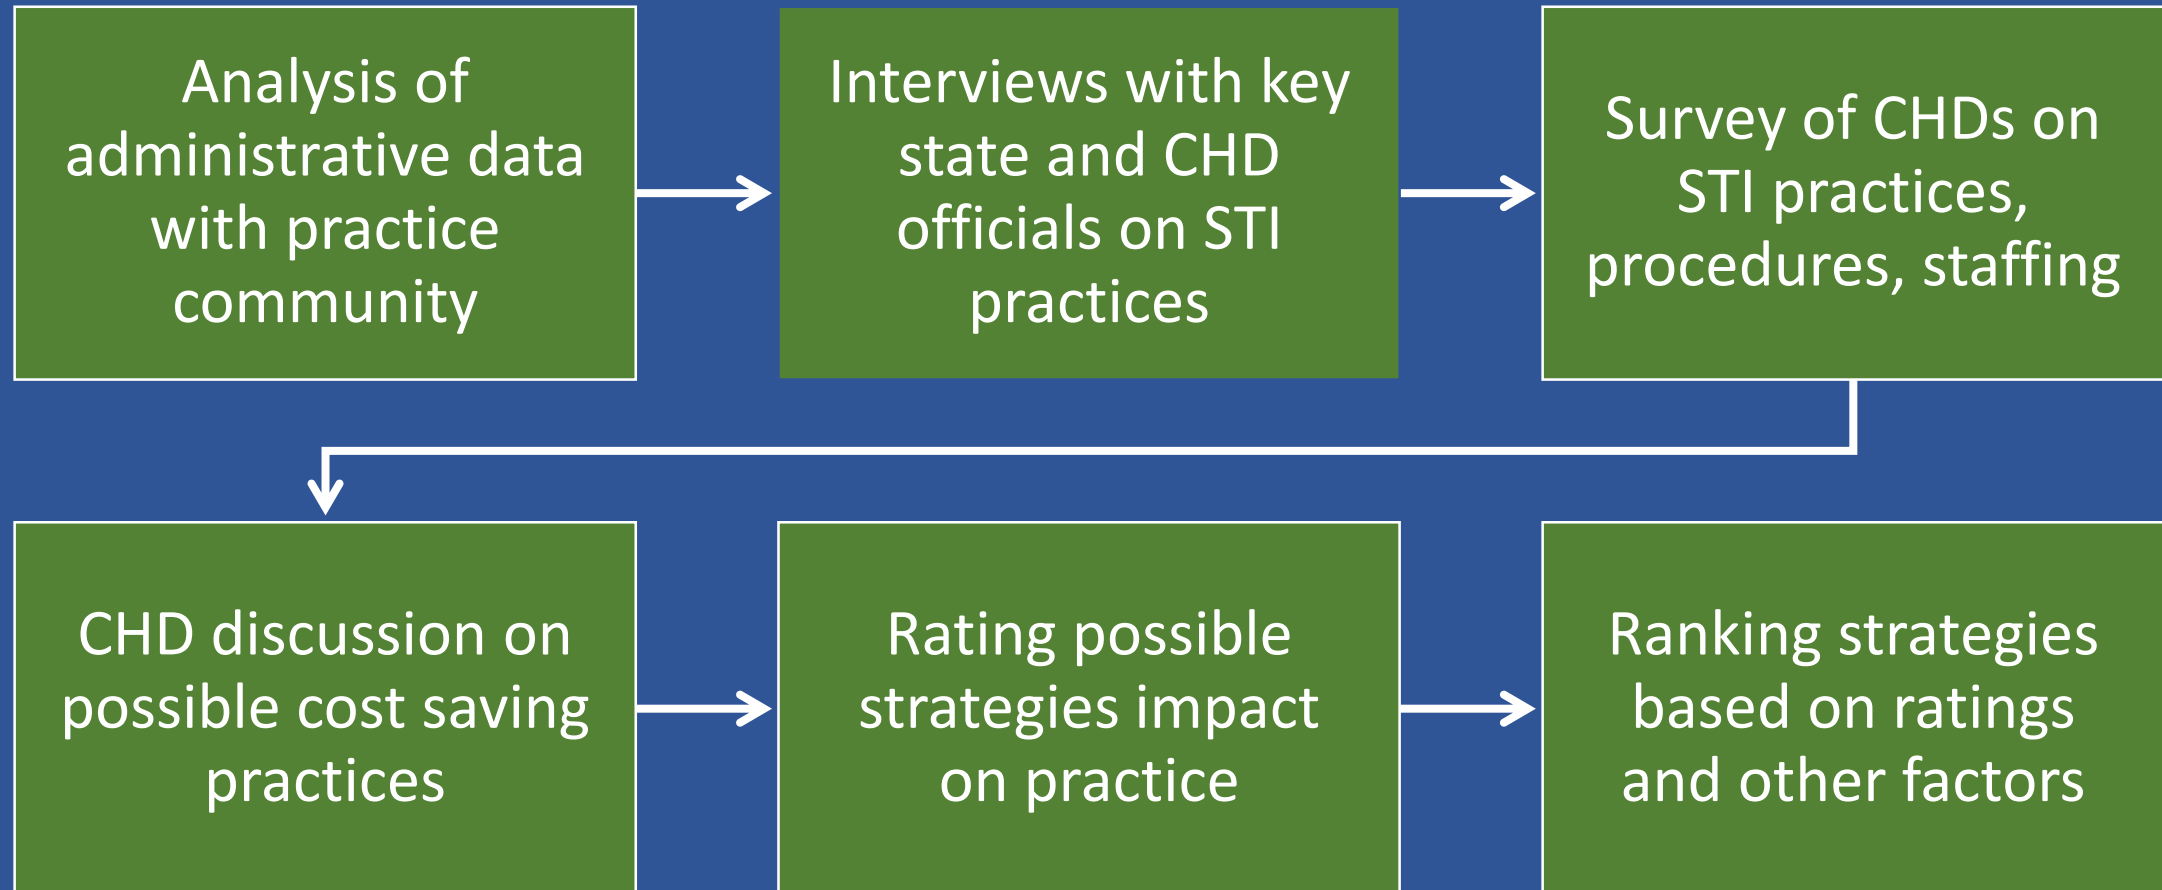 Analysis of
administrative data
with practice
community
Interviews with key
state and CHD
officials on STI
practices
Survey of CHDs on
STI practices,
procedures, staffing
CHD discussion on
possible cost saving
practices
Rating possible
strategies impact
on practice
Ranking strategies
based on ratings
and other factors